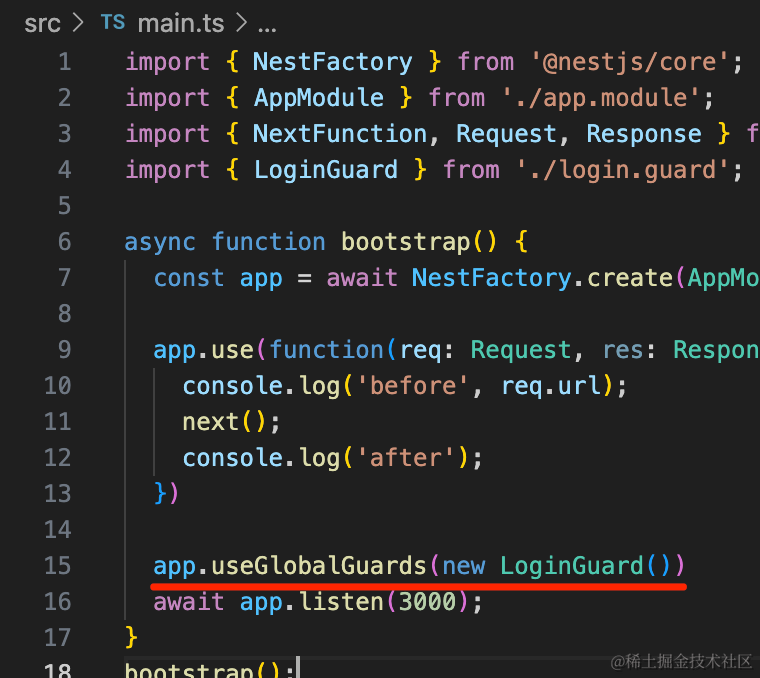 src > TS main.ts > ...
1 import { NestFactory } from '@nestjs/core';
2 import { AppModule } from './app.module';
3 import { NextFunction, Request, Response } f
4 import { LoginGuard } from './login.guard';
5
6 async function bootstrap() {
7 const app = await NestFactory.create(AppMo
8
9 app.use(function(req: Request, res: Respon
10 console.log('before', req.url);
11 next();
12 console.log('after');
13 })
14
15 app.useGlobalGuards(new LoginGuard())
16 await app.listen(3000);
17 }
18 bootstrap();
@稀土掘金技术社区